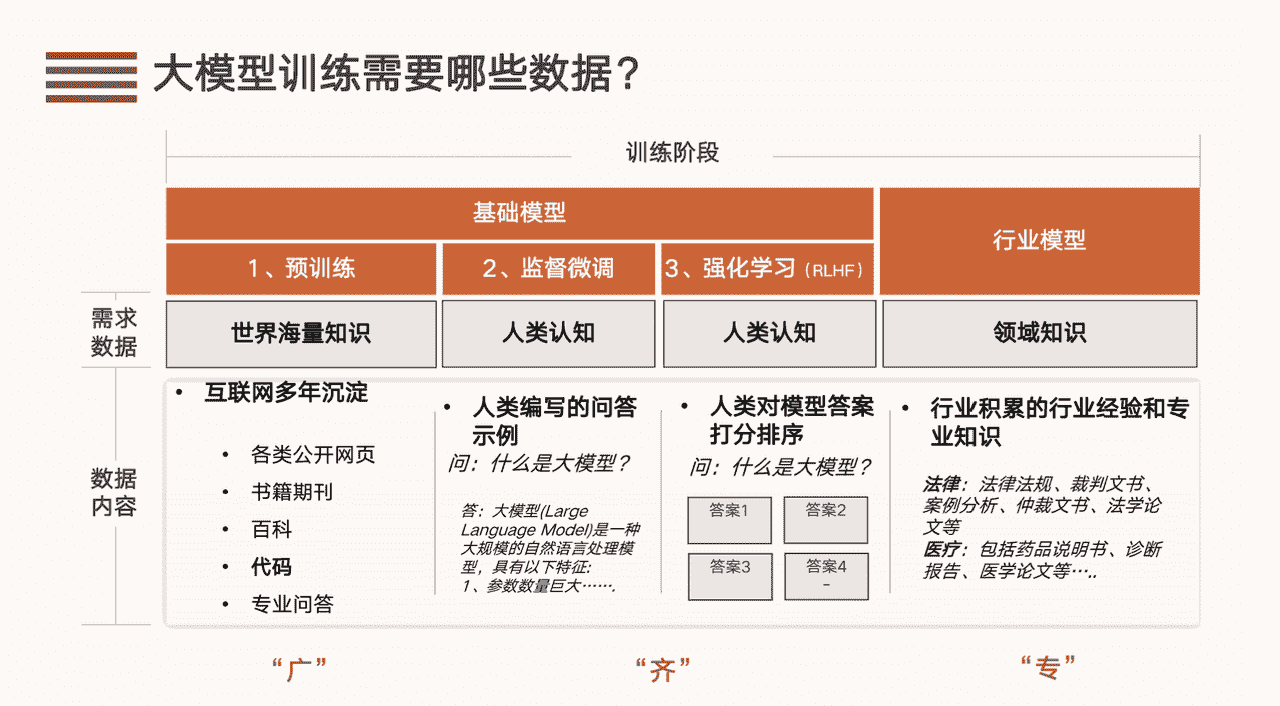 大模型训练需要哪些数据？
训练阶段
基础模型
行业模型
1、预训练
2、监督微调
3、强化学习（RLHF）
需求
数据
世界海量知识
人类认知
人类认知
领域知识
数据
内容
• 互联网多年沉淀
• 各类公开网页
• 书籍期刊
• 百科
• 代码
• 专业问答
• 人类编写的问答
示例
问：什么是大模型？
答：大模型(Large
Language Model)是一种
大规模的自然语言处理模
型，具有以下特征:
1、参数数量巨大…….
• 人类对模型答案
打分排序
问：什么是大模型？
答案1
答案2
答案3
答案4
–
• 行业积累的行业经验和专
业知识
法律：法律法规、裁判文书、
案例分析、仲裁文书、法学论
文等
医疗：包括药品说明书、诊断
报告、医学论文等…..
“广”
“齐”
“专”